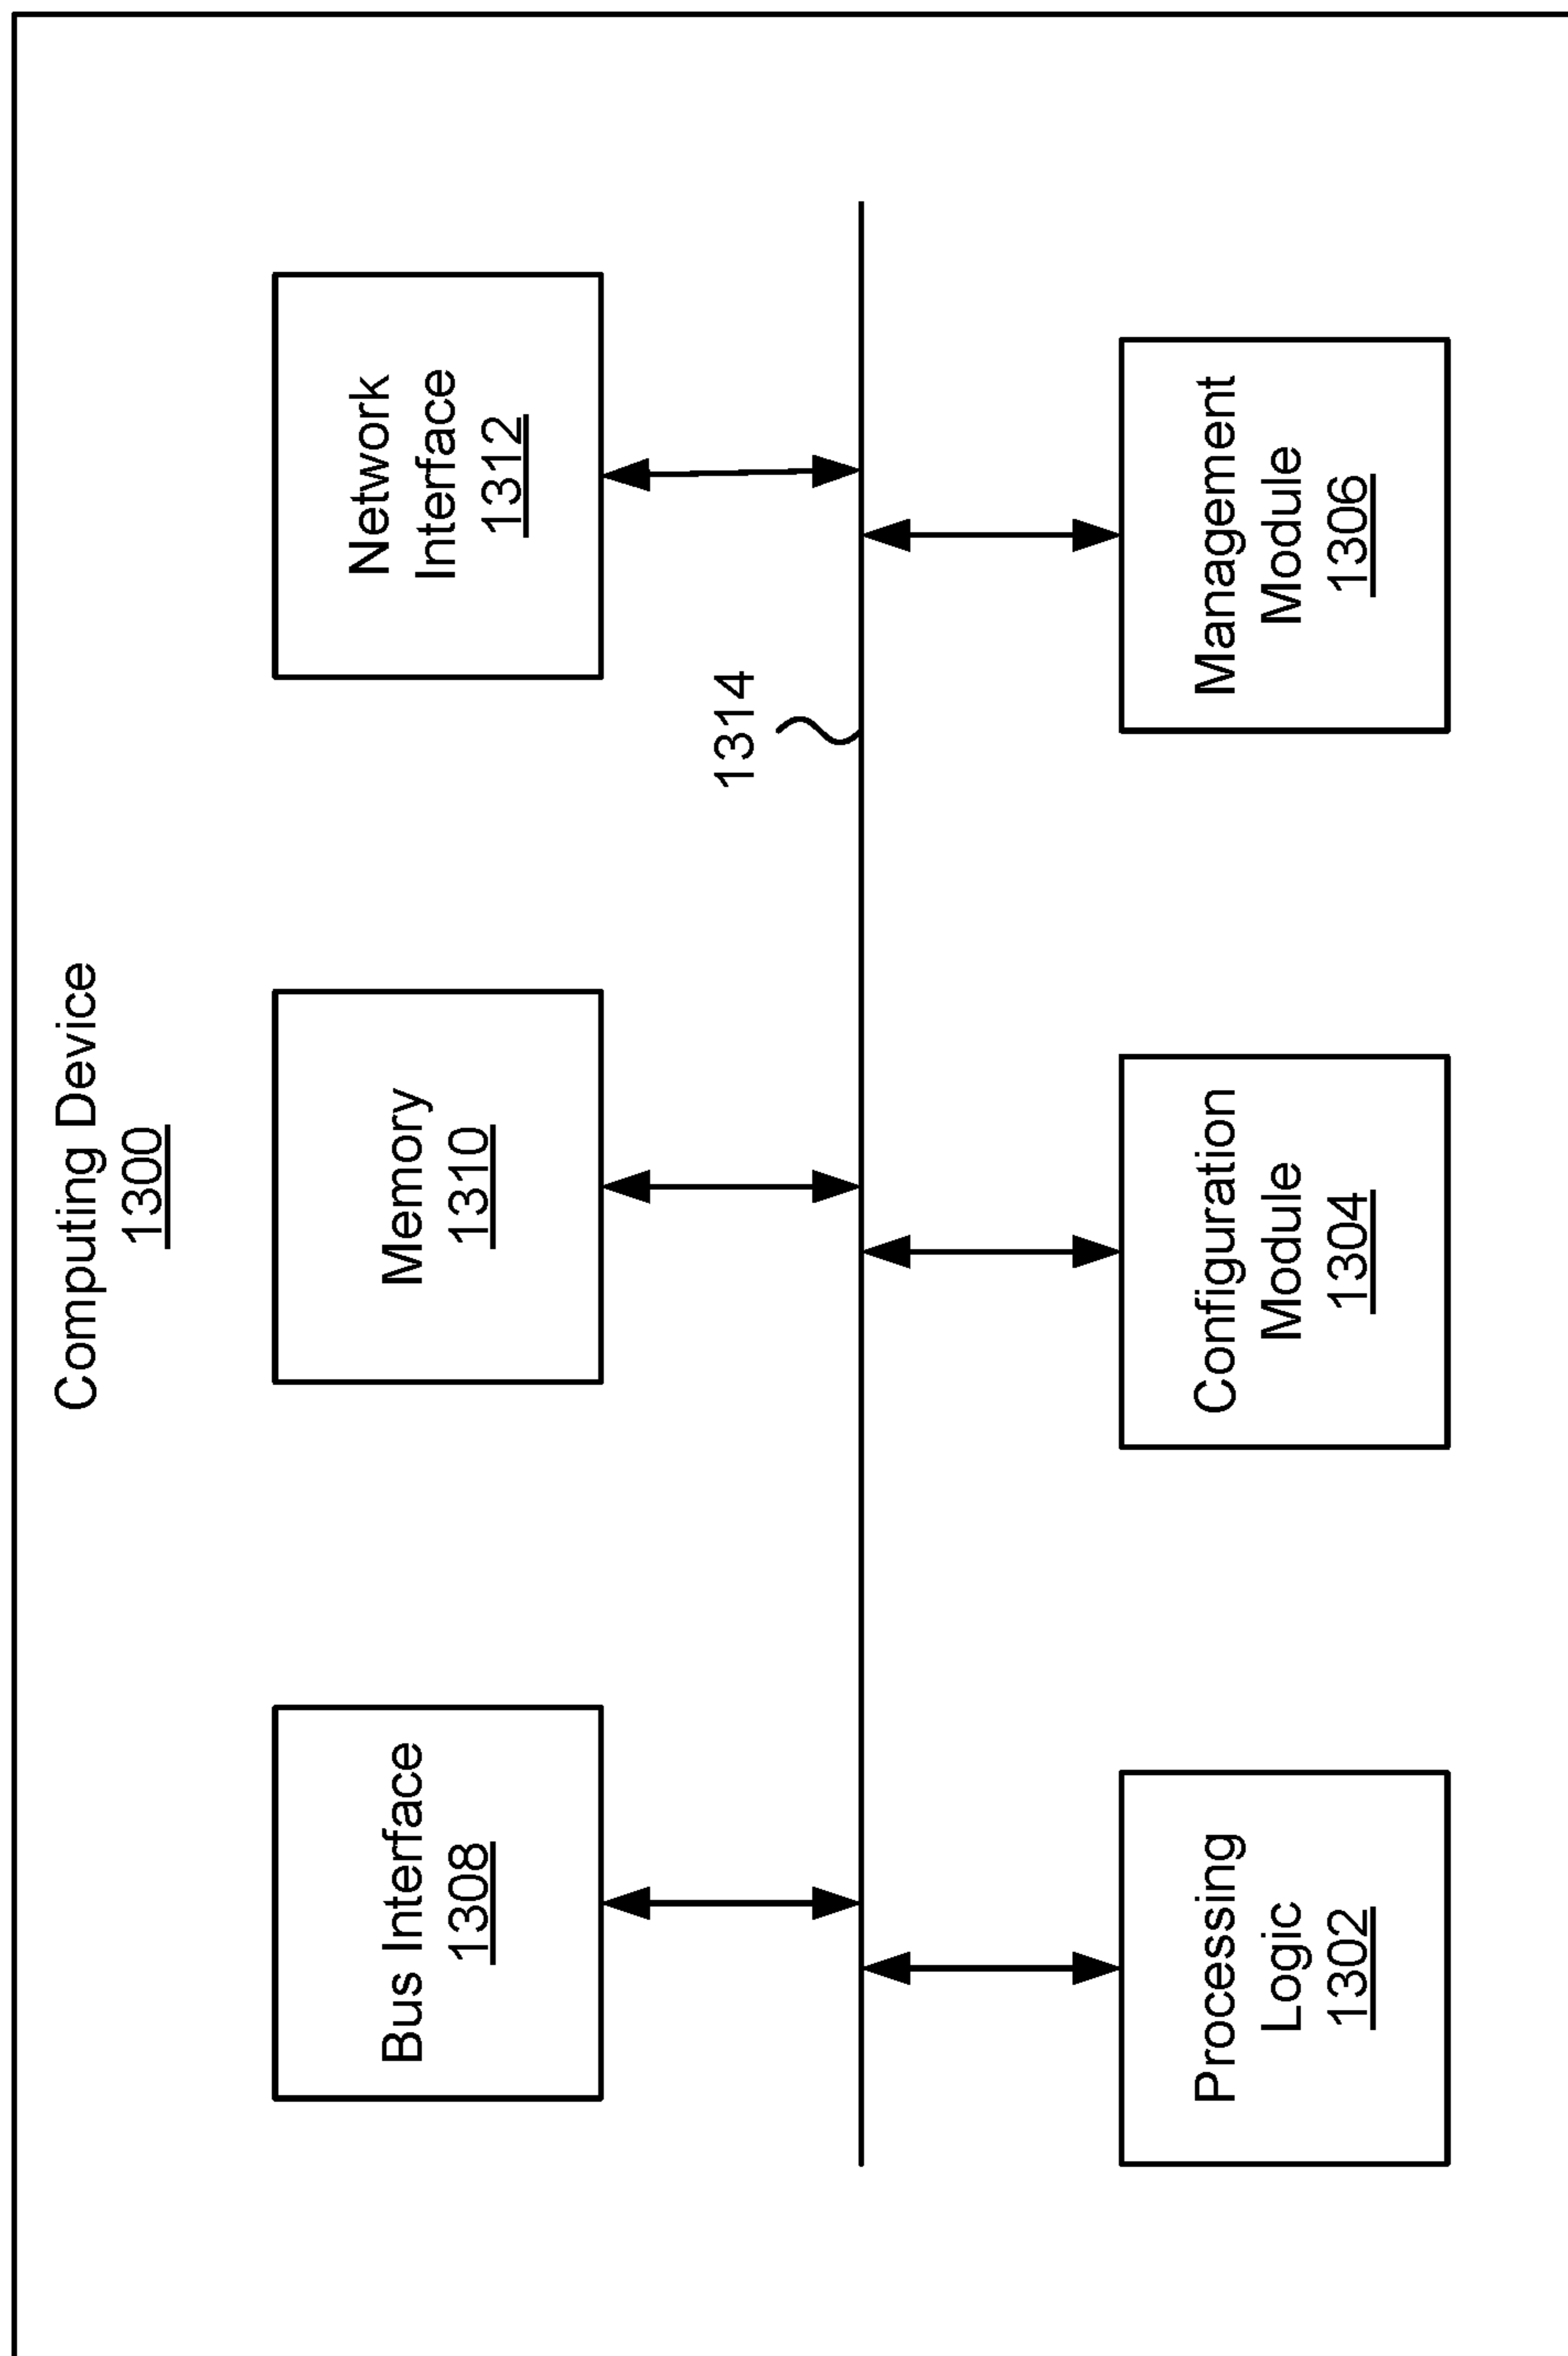 Computing Device
1300
Bus Interface
1308
Memory
1310
Network
Interface
1312
1314
Processing
Logic
1302
Configuration
Module
1304
Management
Module
1306